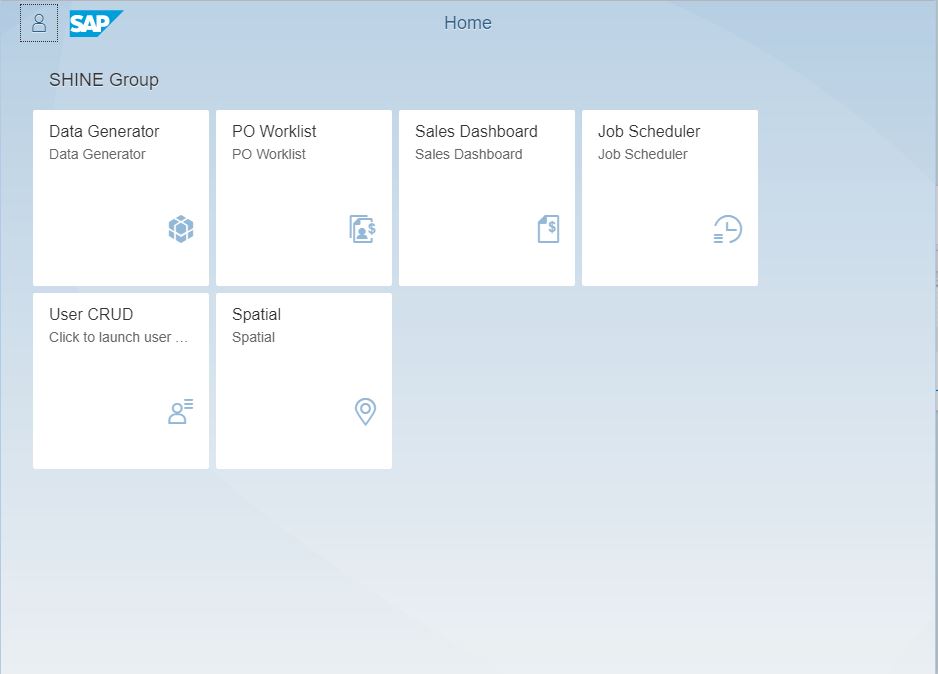 SAP
Home
SHINE Group
Data Generator
Data Generator
PO Worklist
PO Worklist
Sales Dashboard
Sales Dashboard
Job Scheduler
Job Scheduler
User CRUD
Click to launch user ...
Spatial
Spatial